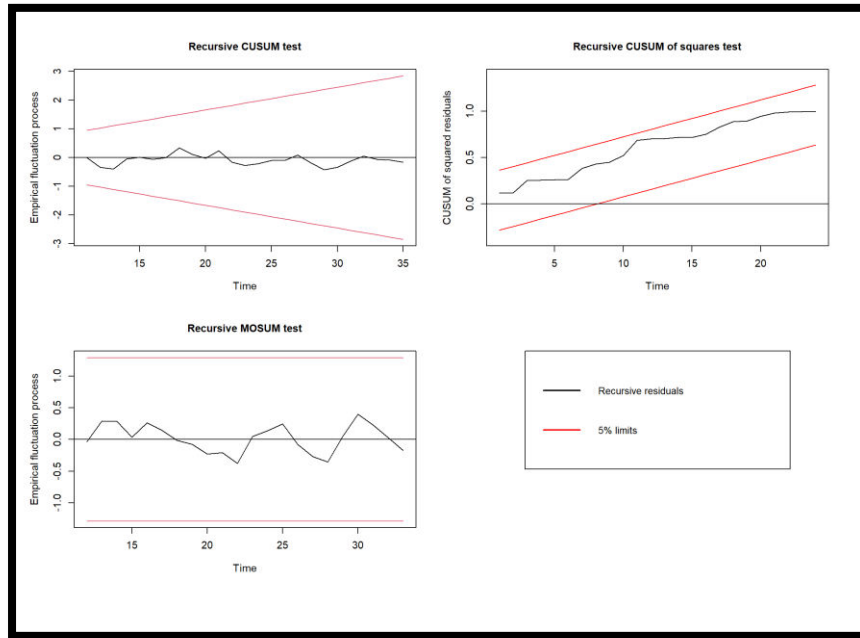 Recursive CUSUM test
Empirical fluctuation process
3
2
1
0
-1
-2
-3
15 20 25 30 35
Time
Recursive CUSUM of squares test
CUSUM of squared residuals
1.0
0.5
0.0
5 10 15 20
Time
Recursive MOSUM test
Empirical fluctuation process
1.0
0.5
0.0
-0.5
-1.0
15 20 25 30
Time
Recursive residuals
5% limits